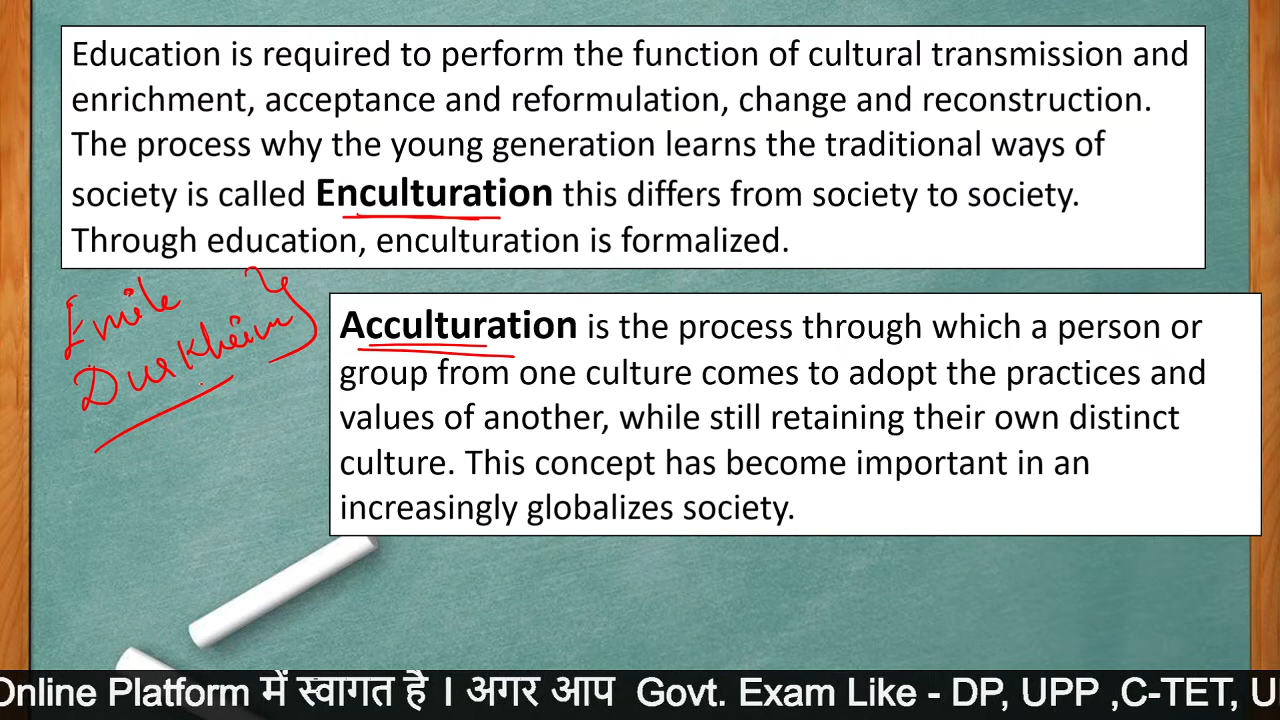 Education is required to perform the function of cultural transmission and
enrichment, acceptance and reformulation, change and reconstruction.
The process why the young generation learns the traditional ways of
society is called Enculturation this differs from society to society.
Through education, enculturation is formalized.
Emile
Durkheim
Acculturation is the process through which a person or
group from one culture comes to adopt the practices and
values of another, while still retaining their own distinct
culture. This concept has become important in an
increasingly globalizes society.
Online Platform में स्वागत है । अगर आप Govt. Exam Like - DP, UPP ,C-TET, U